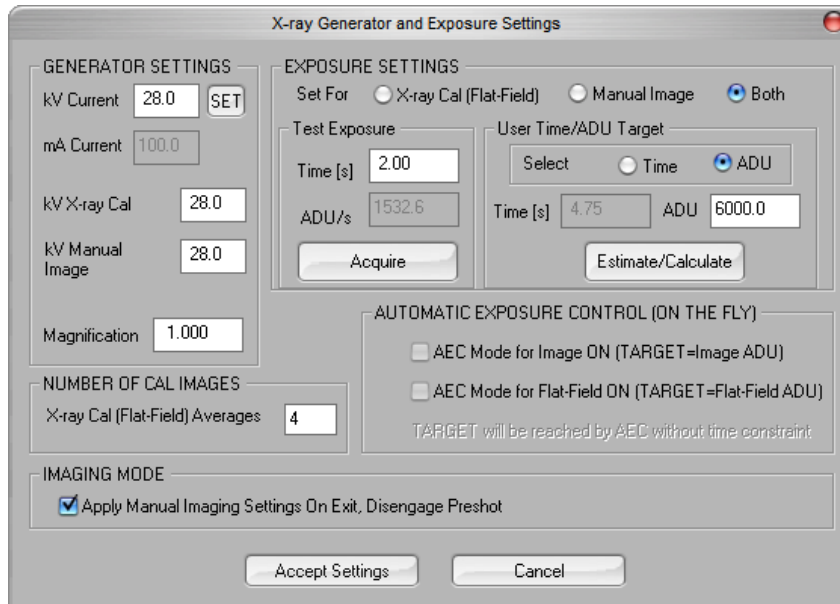 X-ray Generator and Exposure Settings
GENERATOR SETTINGS
kV Current 28.0 SET
mA Current 100.0
kV X-ray Cal 28.0
kV Manual Image 28.0
Magnification 1.000
EXPOSURE SETTINGS
Set For X-ray Cal (Flat-Field) Manual Image Both
Test Exposure
Time [s] 2.00
ADU/s 1532.6
Acquire
User Time/ADU Target
Select Time ADU
Time [s] 4.75 ADU 6000.0
Estimate/Calculate
AUTOMATIC EXPOSURE CONTROL (ON THE FLY)
AEC Mode for Image ON (TARGET=Image ADU)
AEC Mode for Flat-Field ON (TARGET=Flat-Field ADU)
TARGET will be reached by AEC without time constraint
NUMBER OF CAL IMAGES
X-ray Cal (Flat-Field) Averages 4
IMAGING MODE
Apply Manual Imaging Settings On Exit, Disengage Preshot
Accept Settings Cancel